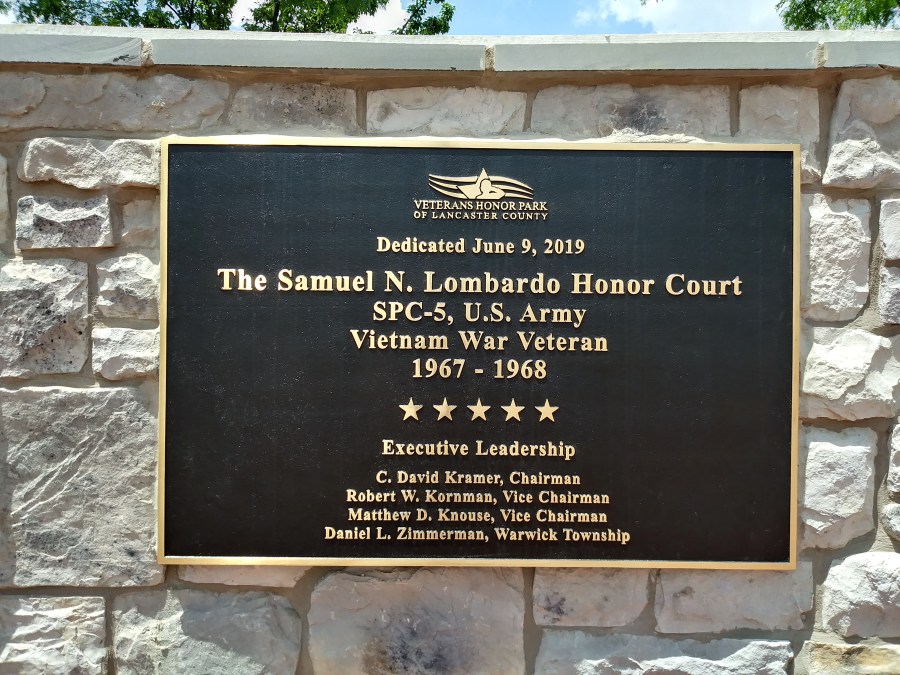 VETERANS HONOR PARK
OF LANCASTER COUNTY
Dedicated June 9, 2019
The Samuel N. Lombardo Honor Court
SPC-5, U.S. Army
Vietnam War Veteran
1967 - 1968
Executive Leadership
C. David Kramer, Chairman
Robert W. Kornman, Vice Chairman
Matthew D. Knouse, Vice Chairman
Daniel L. Zimmerman, Warwick Township